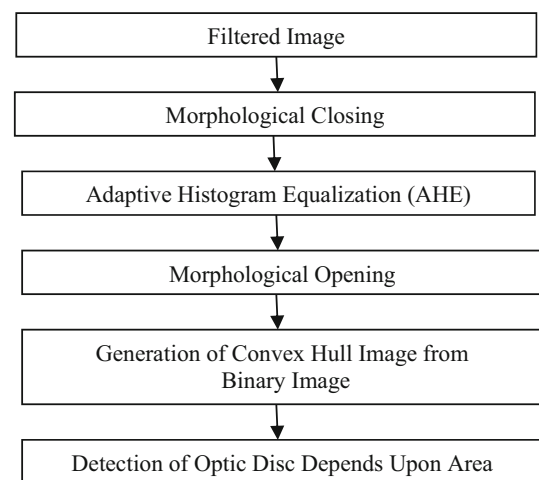 Filtered Image
Morphological Closing
Adaptive Histogram Equalization (AHE)
Morphological Opening
Generation of Convex Hull Image from
Binary Image
Detection of Optic Disc Depends Upon Area